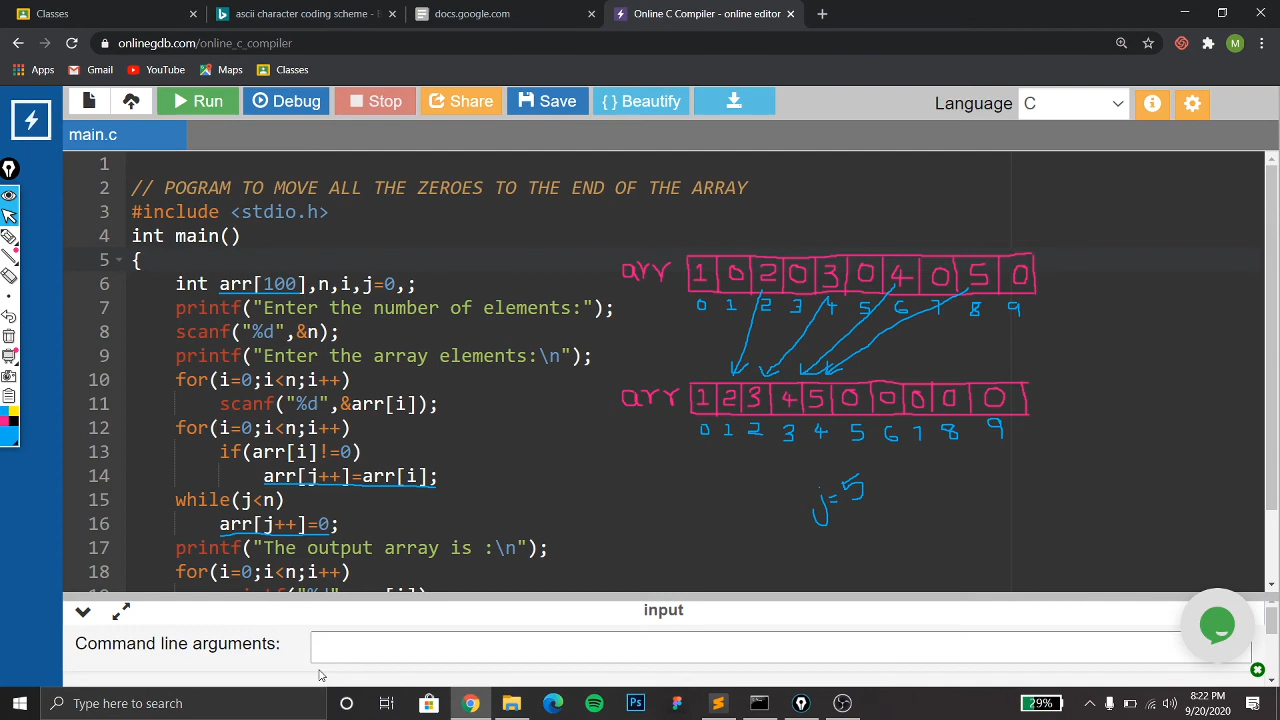 Classes
ascii character coding scheme - B
docs.google.com
Online C Compiler - online editor
onlinegdb.com/online_c_compiler
M
Apps Gmail YouTube Maps Classes
Run Debug Stop Share Save { } Beautify Language C
main.c
1
2 // POGRAM TO MOVE ALL THE ZEROES TO THE END OF THE ARRAY
3 #include <stdio.h>
4 int main()
5 {
6 int arr[100],n,i,j=0,;
7 printf("Enter the number of elements:");
8 scanf("%d",&n);
9 printf("Enter the array elements:\n");
10 for(i=0;i<n;i++)
11 scanf("%d",&arr[i]);
12 for(i=0;i<n;i++)
13 if(arr[i]!=0)
14 arr[j++]=arr[i];
15 while(j<n)
16 arr[j++]=0;
17 printf("The output array is :\n");
18 for(i=0;i<n;i++)
arr 1 0 2 0 3 0 4 0 5 0
0 1 2 3 4 5 6 7 8 9
arr 1 2 3 4 5 0 0 0 0 0
0 1 2 3 4 5 6 7 8 9
j=5
input
Command line arguments:
Type here to search
29%
8:22 PM
9/20/2020